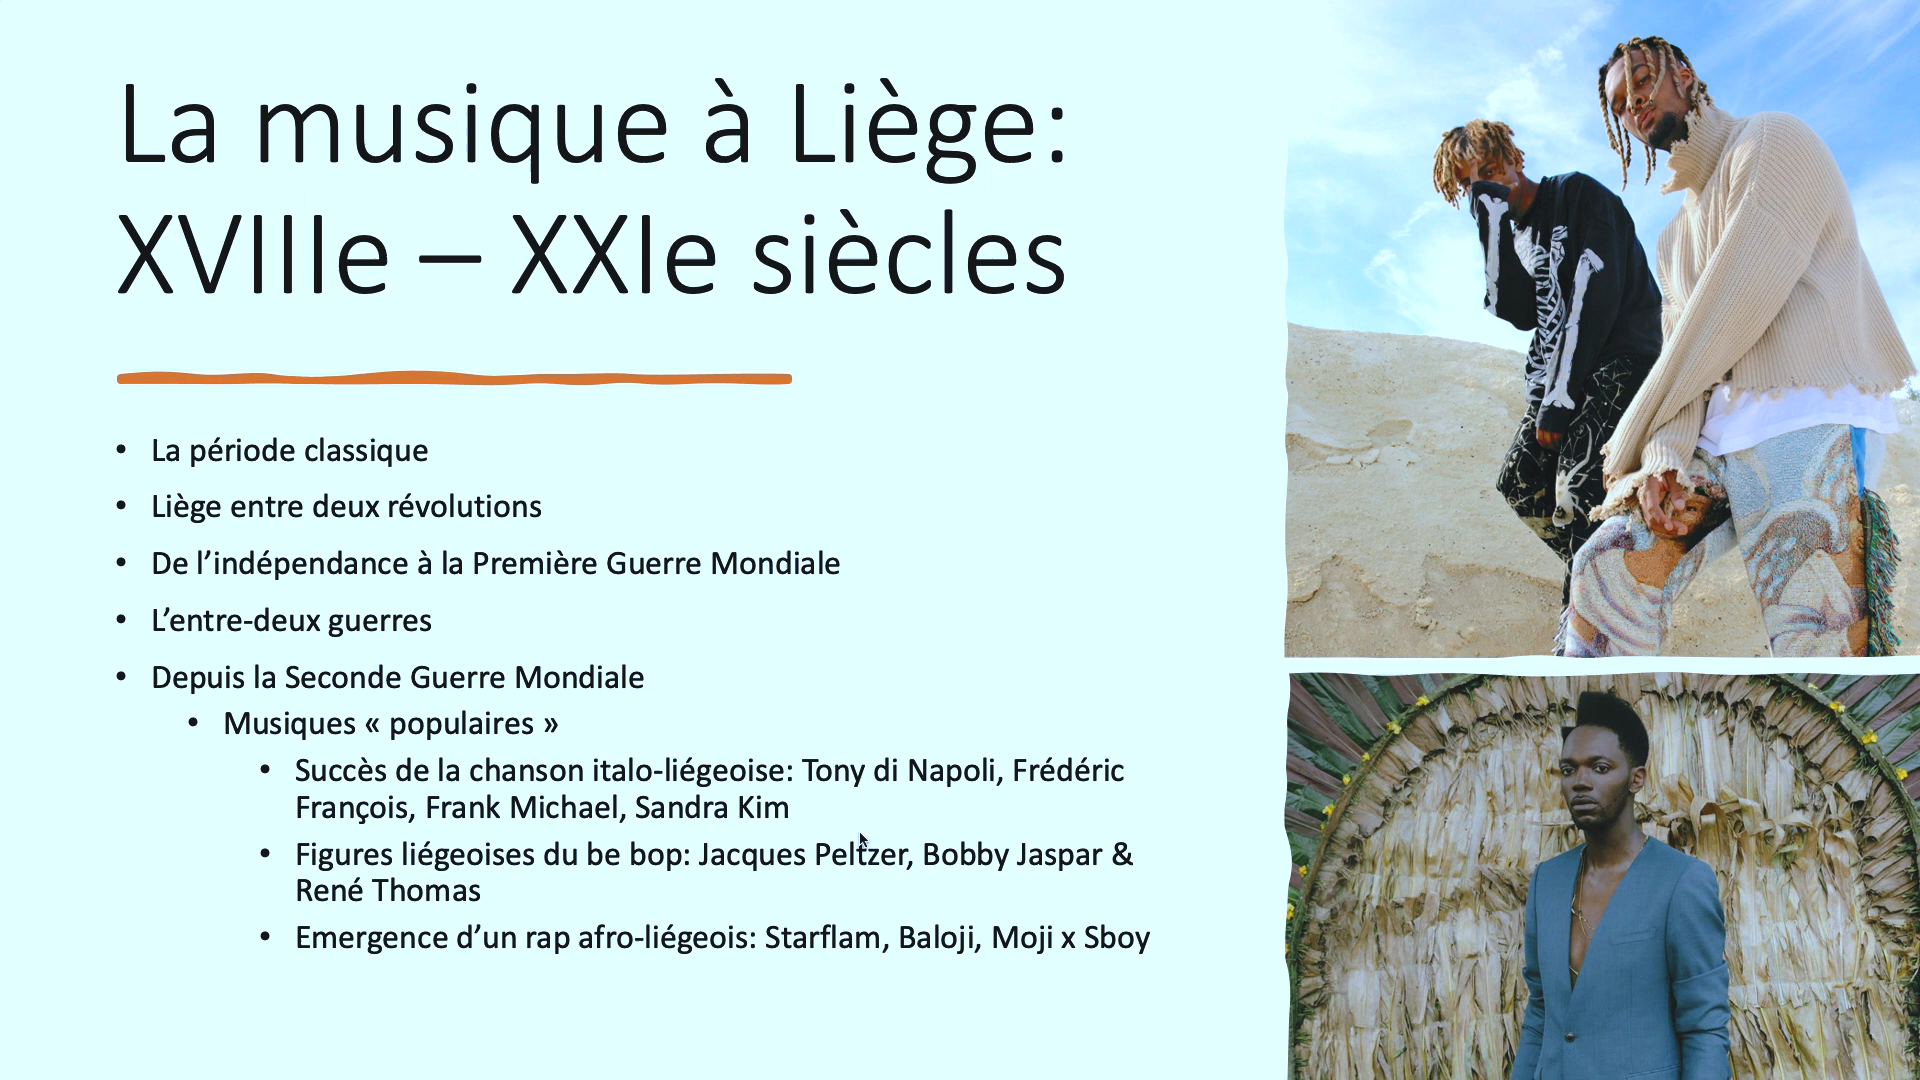 La musique à Liège:
XVIIIe – XXIe siècles
• La période classique
• Liège entre deux révolutions
• De l’indépendance à la Première Guerre Mondiale
• L’entre-deux guerres
• Depuis la Seconde Guerre Mondiale
• Musiques « populaires »
• Succès de la chanson italo-liégeoise: Tony di Napoli, Frédéric
François, Frank Michael, Sandra Kim
• Figures liégeoises du be bop: Jacques Peltzer, Bobby Jaspar &
René Thomas
• Emergence d’un rap afro-liégeois: Starflam, Baloji, Moji x Sboy